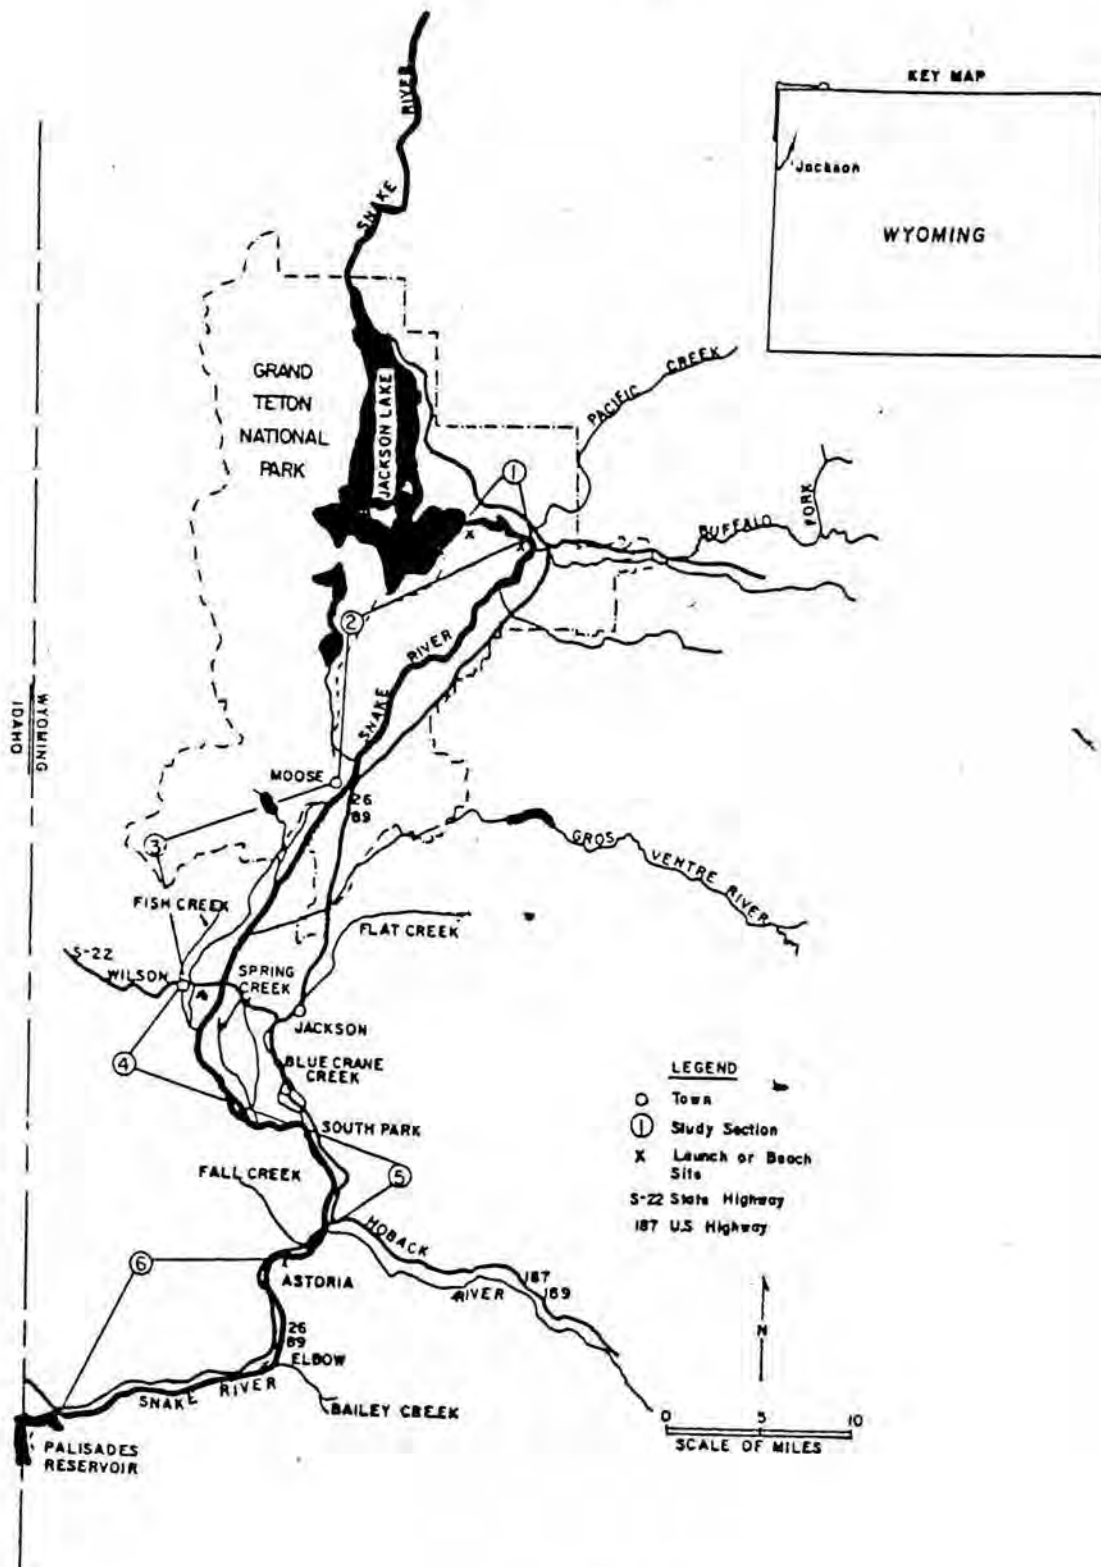 KEY MAP
Jackson
WYOMING
SNAKE RIVER
GRAND
TETON
NATIONAL
PARK
JACKSON LAKE
PACIFIC CREEK
1
BUFFALO FORK
2
SNAKE RIVER
WYOMING
IDAHO
MOOSE
26
89
3
GROS VENTRE RIVER
FISH CREEK
FLAT CREEK
S-22
WILSON
SPRING
CREEK
x
JACKSON
4
BLUE CRANE
CREEK
SOUTH PARK
FALL CREEK
5
HOBACK RIVER
6
ASTORIA
187
189
26
89
ELBOW
SNAKE RIVER
BAILEY CREEK
PALISADES
RESERVOIR
LEGEND
Town
1 Study Section
X Launch or Beach
Site
S-22 State Highway
187 U.S Highway
N
0 5 10
SCALE OF MILES